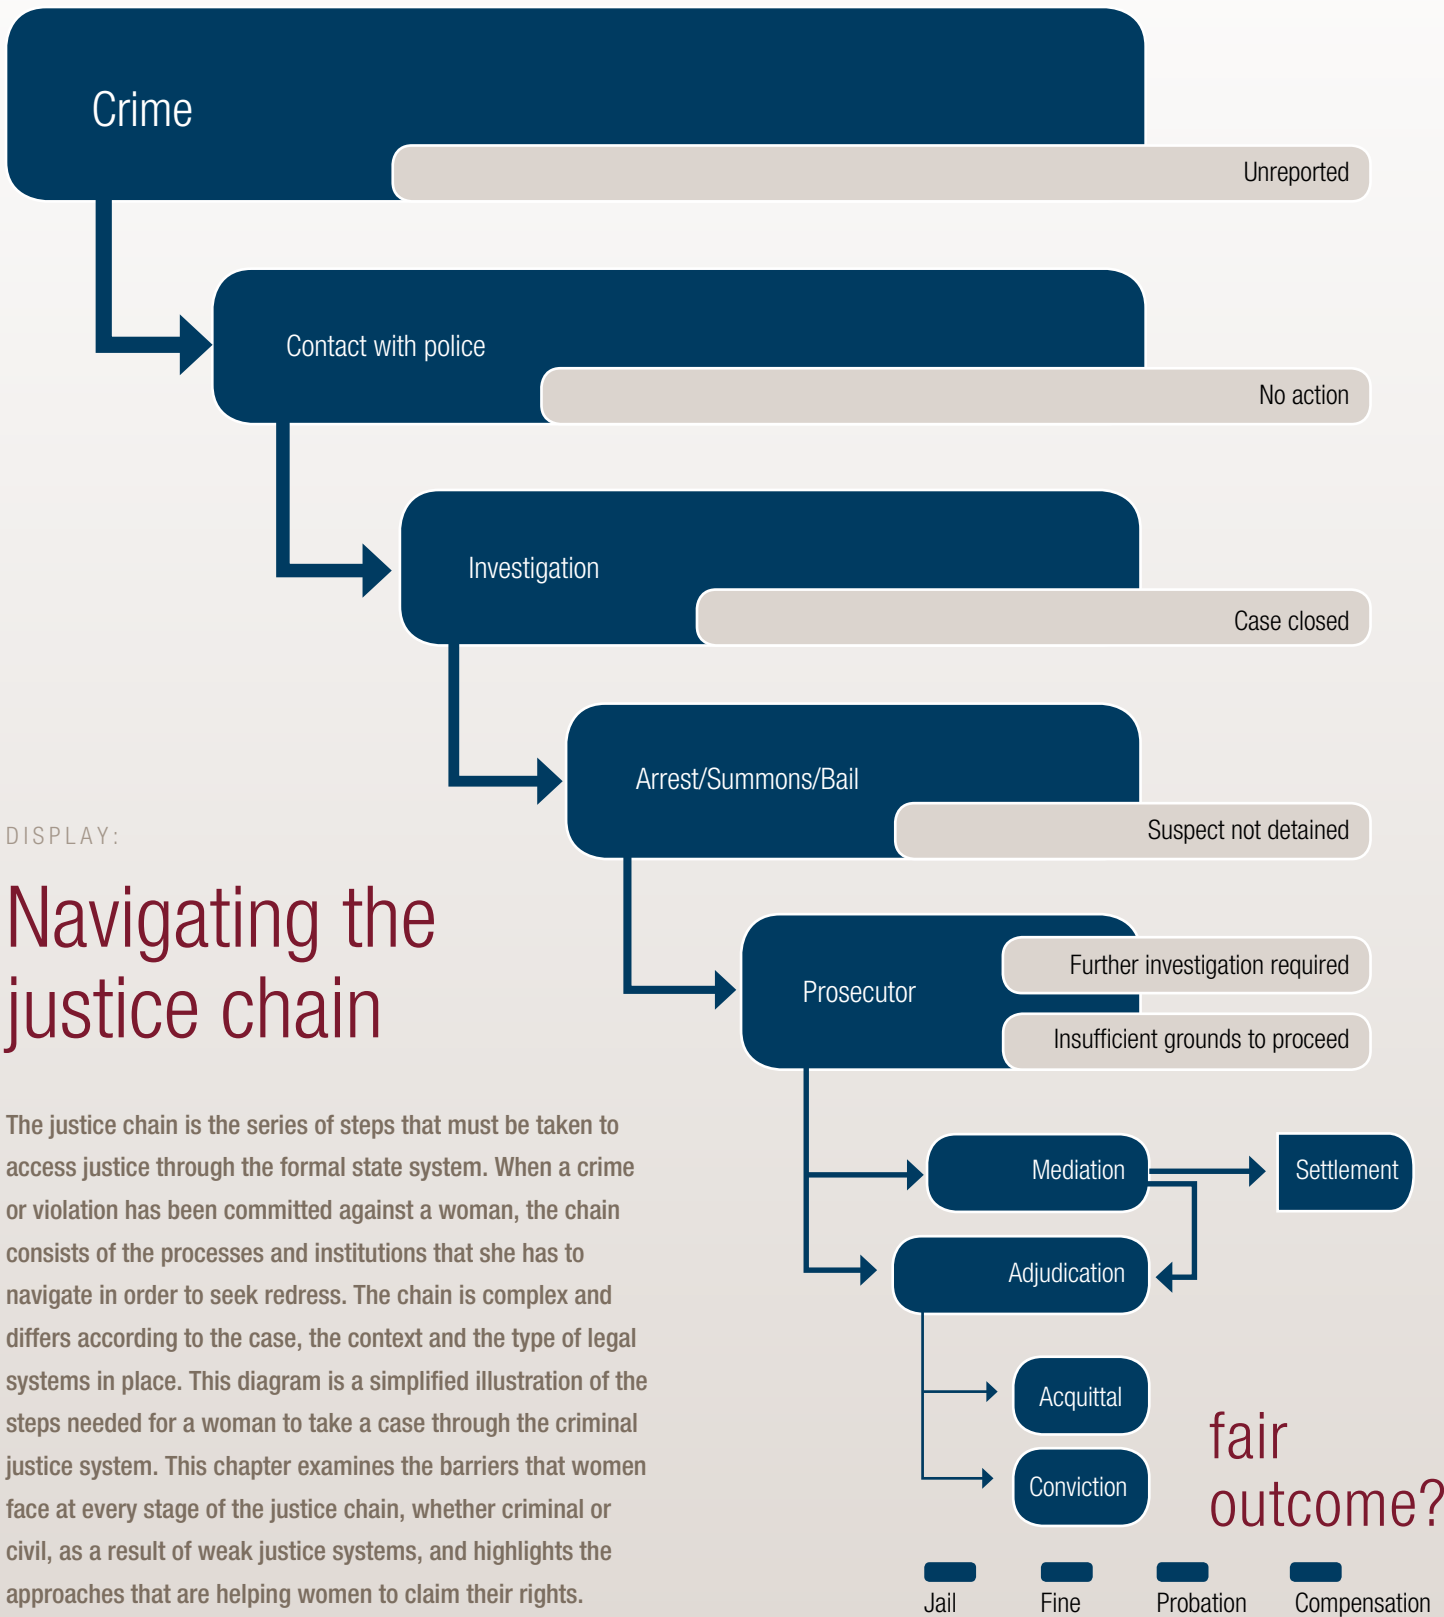 Crime
Unreported
Contact with police
No action
Investigation
Case closed
Arrest/Summons/Bail
Suspect not detained
DISPLAY:
Navigating the
justice chain
Prosecutor
Further investigation required
Insufficient grounds to proceed
The justice chain is the series of steps that must be taken to
access justice through the formal state system. When a crime
or violation has been committed against a woman, the chain
consists of the processes and institutions that she has to
navigate in order to seek redress. The chain is complex and
differs according to the case, the context and the type of legal
systems in place. This diagram is a simplified illustration of the
steps needed for a woman to take a case through the criminal
justice system. This chapter examines the barriers that women
face at every stage of the justice chain, whether criminal or
civil, as a result of weak justice systems, and highlights the
approaches that are helping women to claim their rights.
Mediation
Settlement
Adjudication
Acquittal
Conviction
fair
outcome?
Jail
Fine
Probation
Compensation